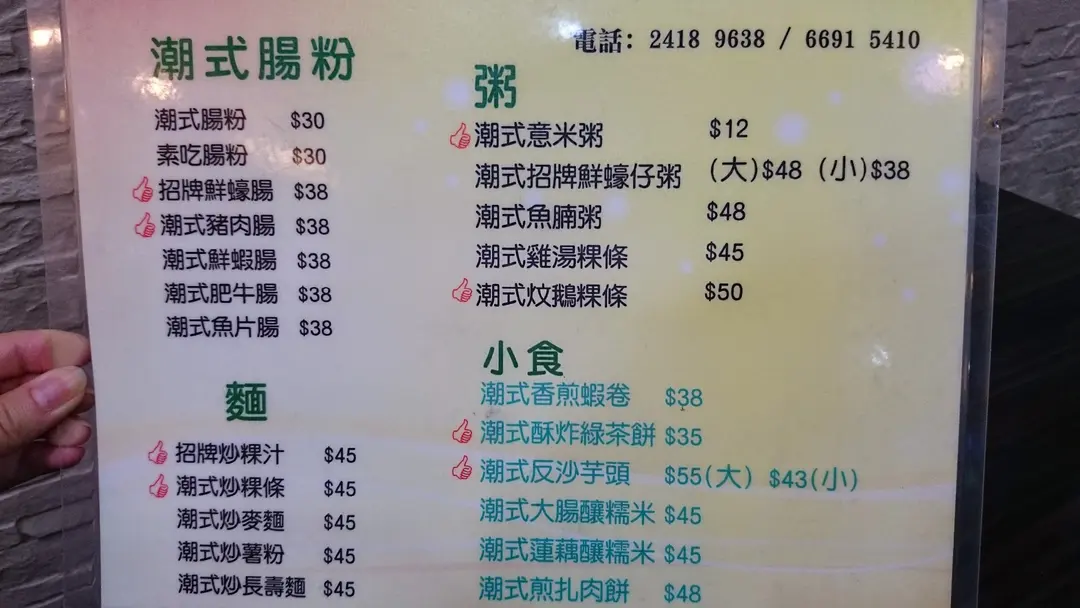 電話: 2418 9638 / 6691 5410
潮式腸粉
潮式腸粉 $30
素吃腸粉 $30
招牌鮮蠔腸 $38
潮式豬肉腸 $38
潮式鮮蝦腸 $38
潮式肥牛腸 $38
潮式魚片腸 $38
麵
招牌炒粿汁 $45
潮式炒粿條 $45
潮式炒麥麵 $45
潮式炒薯粉 $45
潮式炒長壽麵 $45
粥
潮式意米粥 $12
潮式招牌鮮蠔仔粥 (大)$48 (小)$38
潮式魚腩粥 $48
潮式雞湯粿條 $45
潮式炆鵝粿條 $50
小食
潮式香煎蝦卷 $38
潮式酥炸綠茶餅 $35
潮式反沙芋頭 $55(大) $43(小)
潮式大腸釀糯米 $45
潮式蓮藕釀糯米 $45
潮式煎扎肉餅 $48